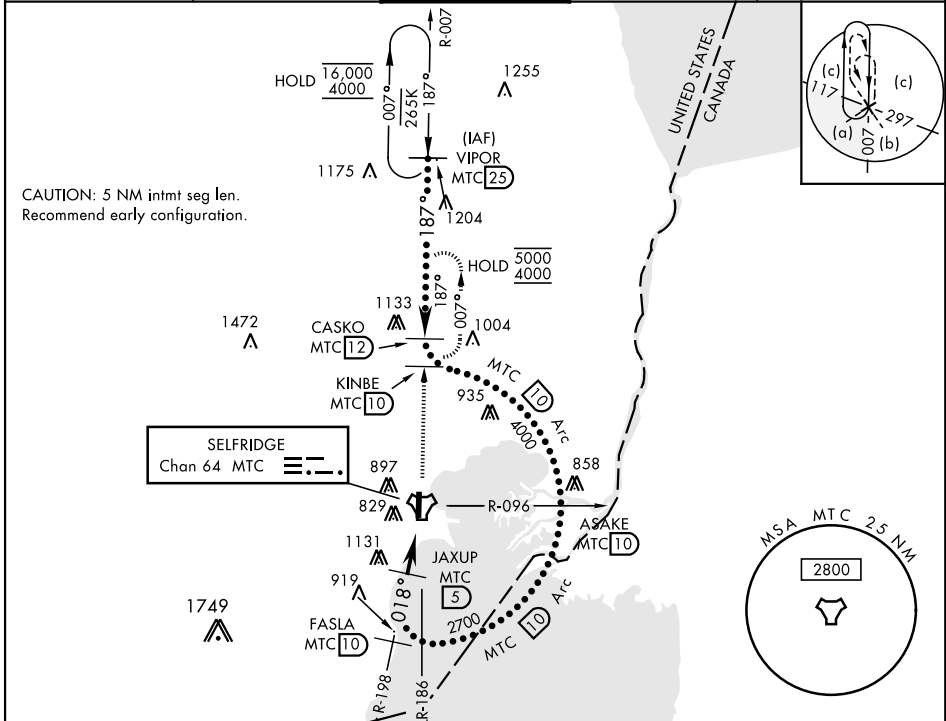 R-007
HOLD 16,000
4000
007°
265K
187°
1255
(IAF)
VIPOR
MTC 25
1175
1204
CAUTION: 5 NM intmt seg len.
Recommend early configuration.
187°
HOLD 5000
4000
187°
007°
1133
1004
1472
CASKO
MTC 12
KINBE
MTC 10
935
MTC 10 Arc
4000
UNITED STATES
CANADA
(c)
(c)
117
297
(a)
(b)
007
SELFRIDGE
Chan 64 MTC
897
829
858
R-096
ASAKE
MTC 10
1131
JAXUP
MTC
5
919
018°
1749
FASLA
MTC 10
2700
MTC 10 Arc
R-198
R-186
MSA MTC 25 NM
2800